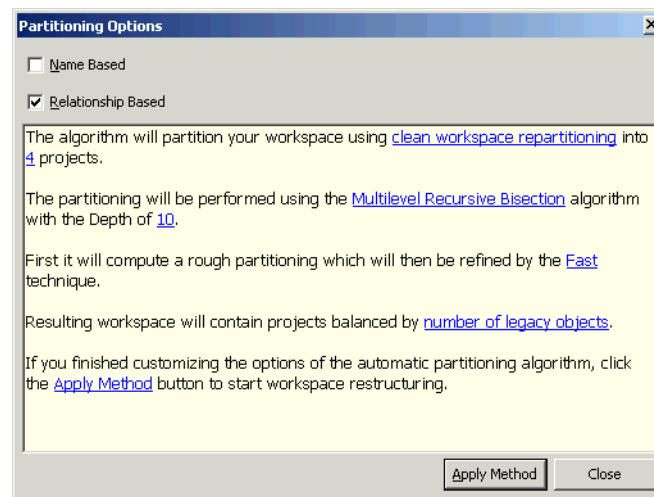 Partitioning Options
Name Based
Relationship Based
The algorithm will partition your workspace using clean workspace repartitioning into
4 projects.
The partitioning will be performed using the Multilevel Recursive Bisection algorithm
with the Depth of 10.
First it will compute a rough partitioning which will then be refined by the Fast
technique.
Resulting workspace will contain projects balanced by number of legacy objects.
If you finished customizing the options of the automatic partitioning algorithm, click
the Apply Method button to start workspace restructuring.
Apply Method Close